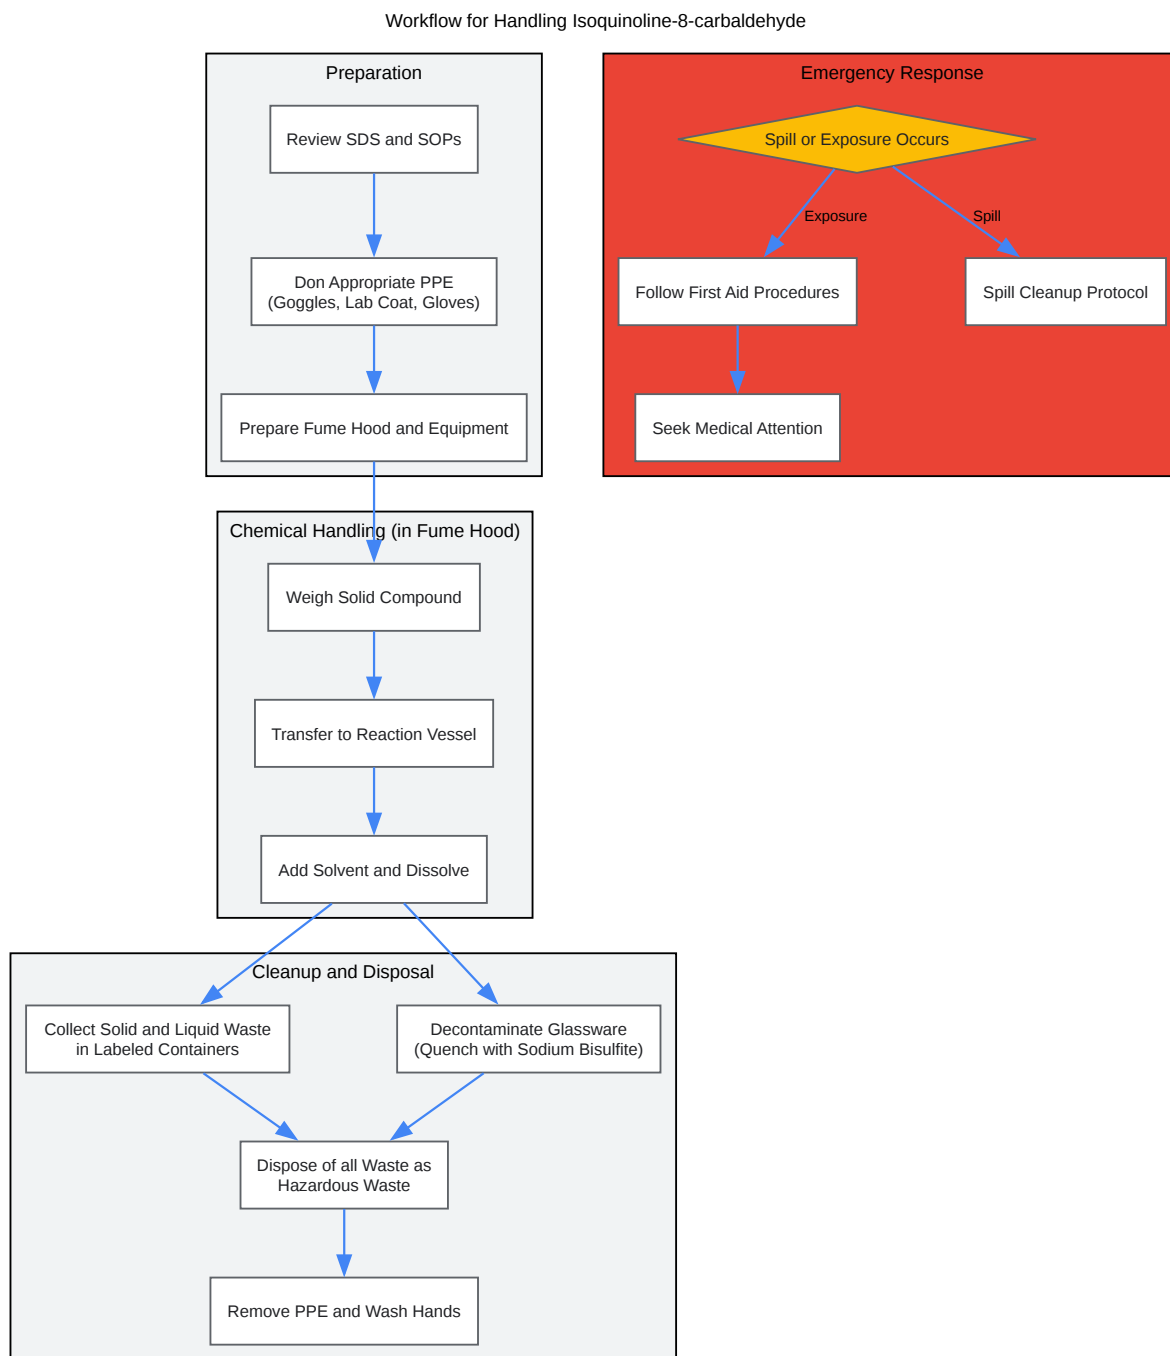 Workflow for Handling Isoquinoline-8-carbaldehyde
Preparation
Review SDS and SOPs
Don Appropriate PPE
(Goggles, Lab Coat, Gloves)
Prepare Fume Hood and Equipment
Emergency Response
Spill or Exposure Occurs
Exposure
Spill
Follow First Aid Procedures
Spill Cleanup Protocol
Seek Medical Attention
Chemical Handling (in Fume Hood)
Weigh Solid Compound
Transfer to Reaction Vessel
Add Solvent and Dissolve
Cleanup and Disposal
Collect Solid and Liquid Waste
in Labeled Containers
Decontaminate Glassware
(Quench with Sodium Bisulfite)
Dispose of all Waste as
Hazardous Waste
Remove PPE and Wash Hands